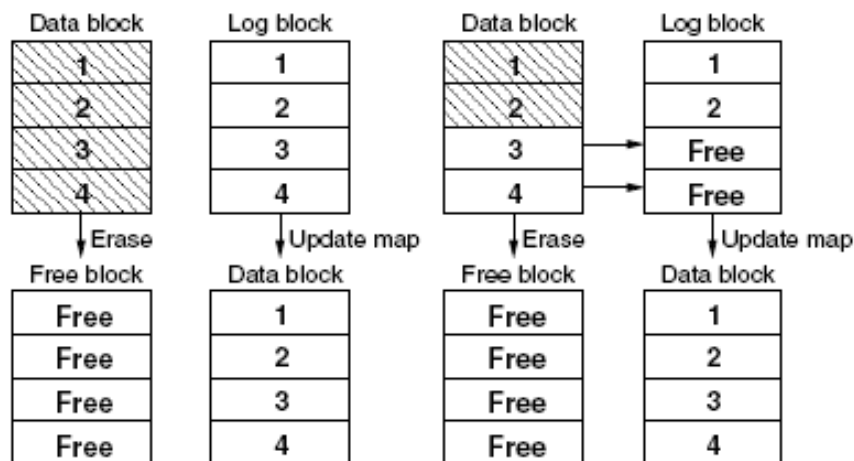 Data block Log block Data block Log block
1 1 1 1
2 2 2 2
3 3 3 Free
4 4 4 Free
Erase Update map Erase Update map
Free block Data block Free block Data block
Free 1 Free 1
Free 2 Free 2
Free 3 Free 3
Free 4 Free 4